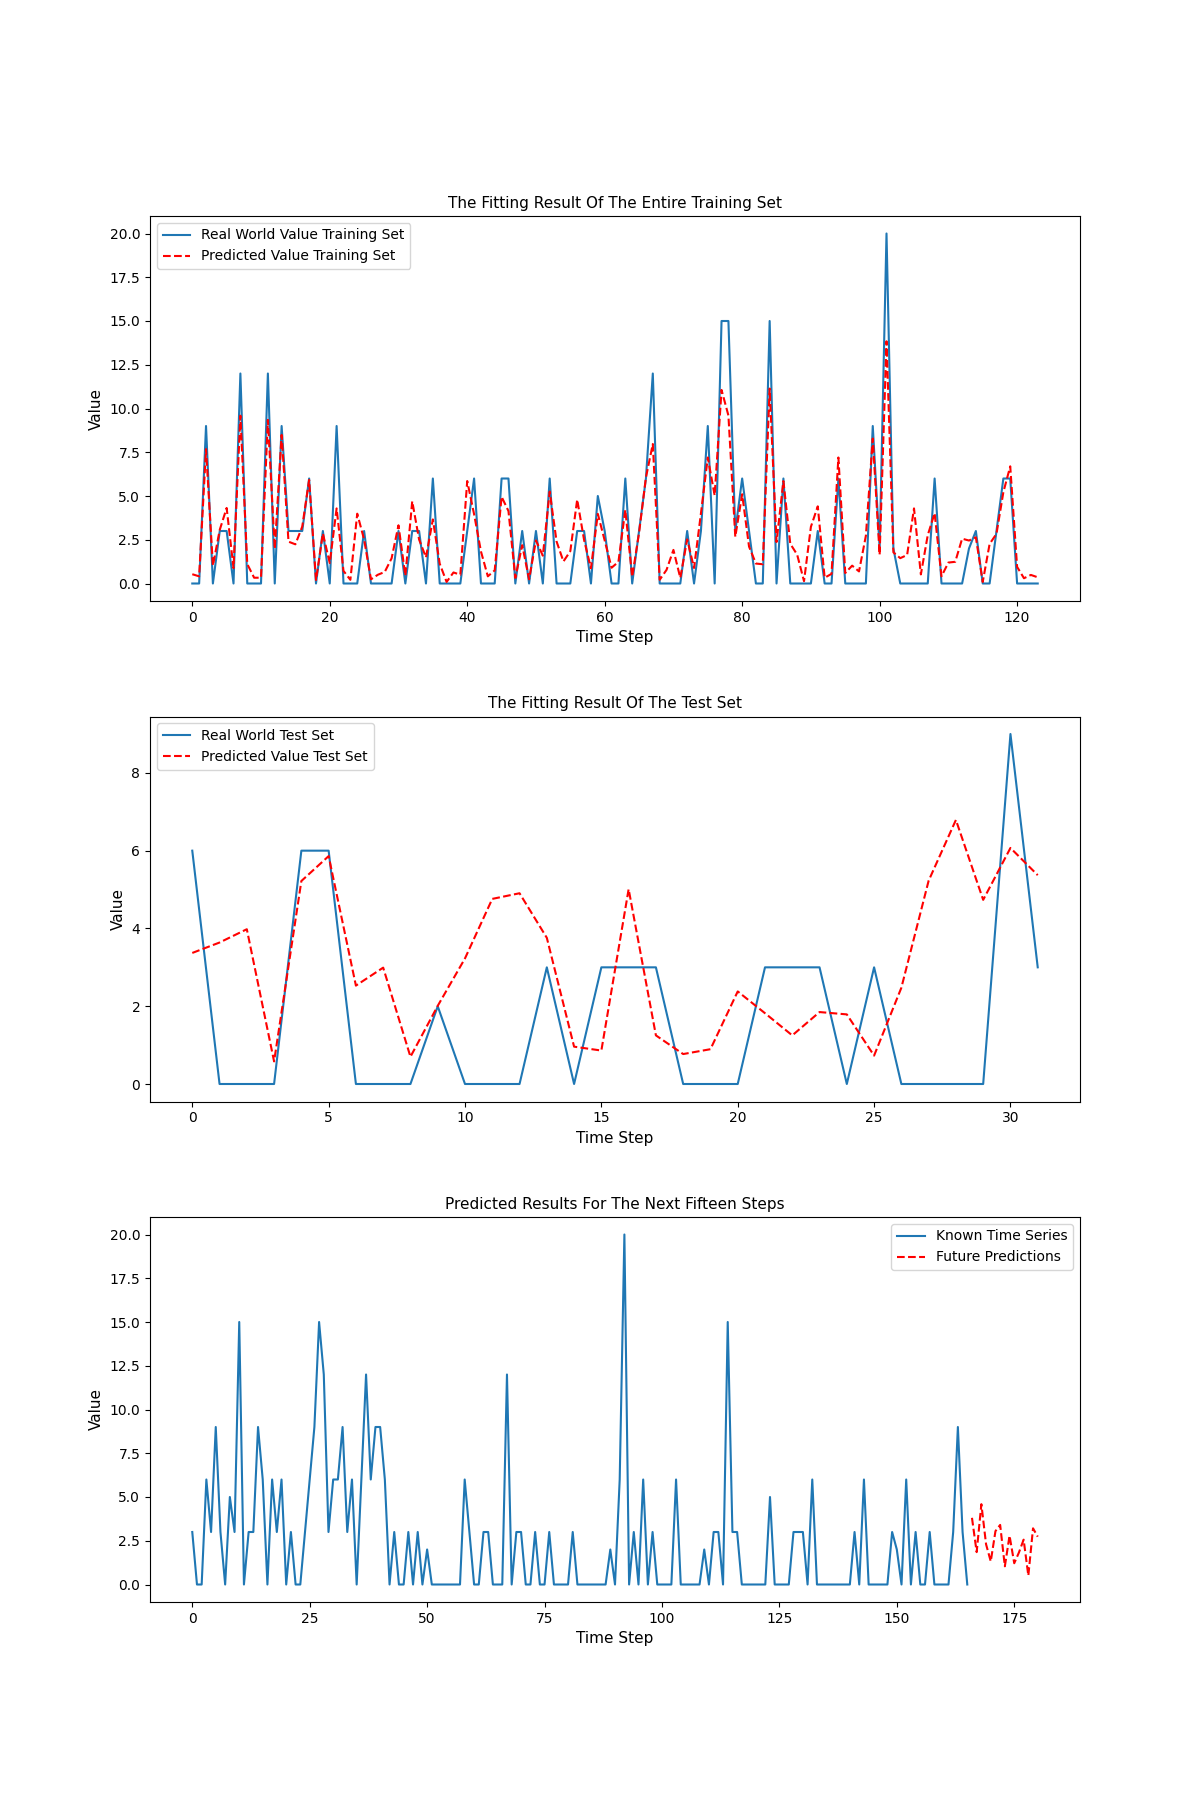 The Fitting Result Of The Entire Training Set
Real World Value Training Set
Predicted Value Training Set
20.0
17.5
15.0
12.5
10.0
7.5
5.0
2.5
0.0
Value
0 20 40 60 80 100 120
Time Step
The Fitting Result Of The Test Set
Real World Test Set
Predicted Value Test Set
8
6
4
2
0
Value
0 5 10 15 20 25 30
Time Step
Predicted Results For The Next Fifteen Steps
Known Time Series
Future Predictions
20.0
17.5
15.0
12.5
10.0
7.5
5.0
2.5
0.0
Value
0 25 50 75 100 125 150 175
Time Step